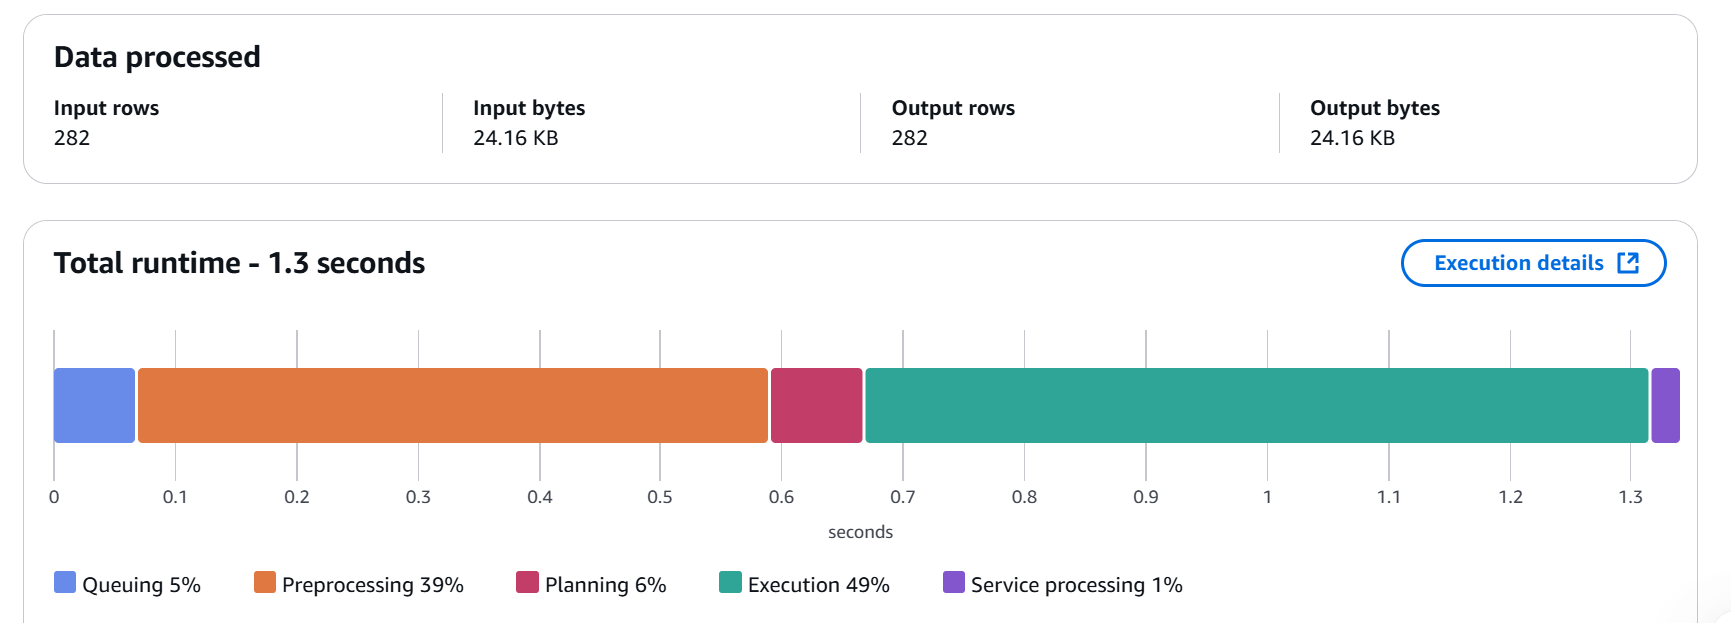 Data processed
Input rows
282
Input bytes
24.16 KB
Output rows
282
Output bytes
24.16 KB
Total runtime - 1.3 seconds
Execution details
0 0.1 0.2 0.3 0.4 0.5 0.6 0.7 0.8 0.9 1 1.1 1.2 1.3
seconds
Queuing 5% Preprocessing 39% Planning 6% Execution 49% Service processing 1%